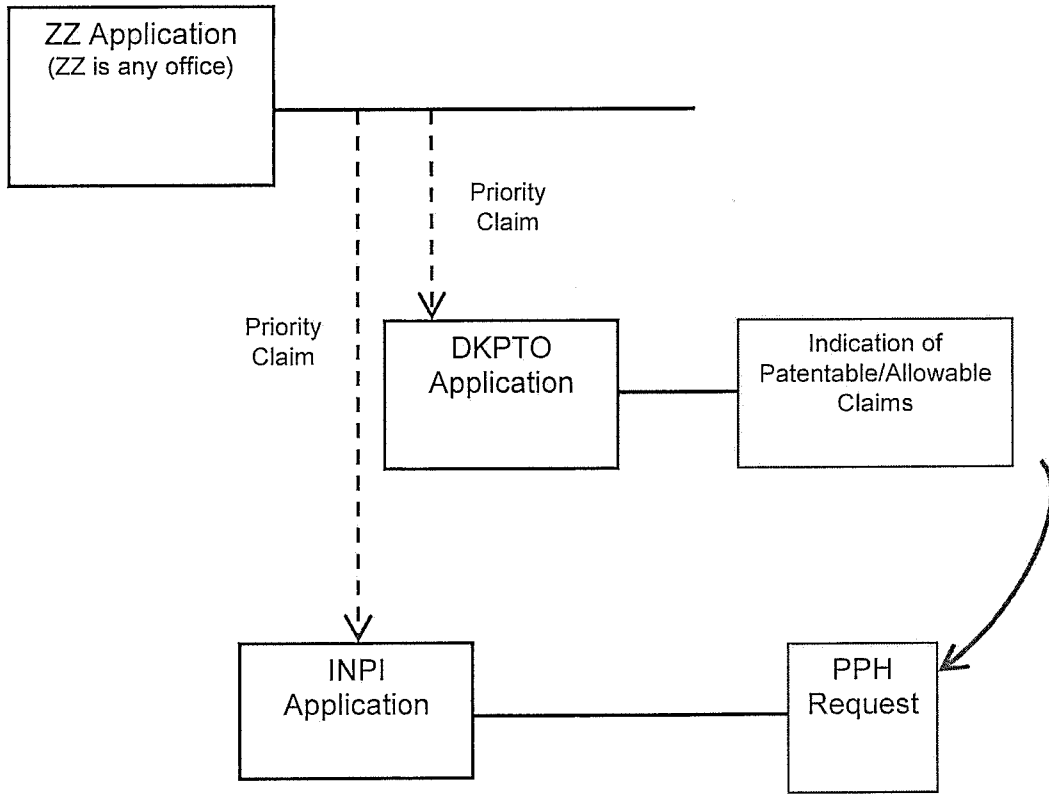 ZZ Application
(ZZ is any office)
Priority
Claim
Priority
Claim
DKPTO
Application
Indication of
Patentable/Allowable
Claims
INPI
Application
PPH
Request